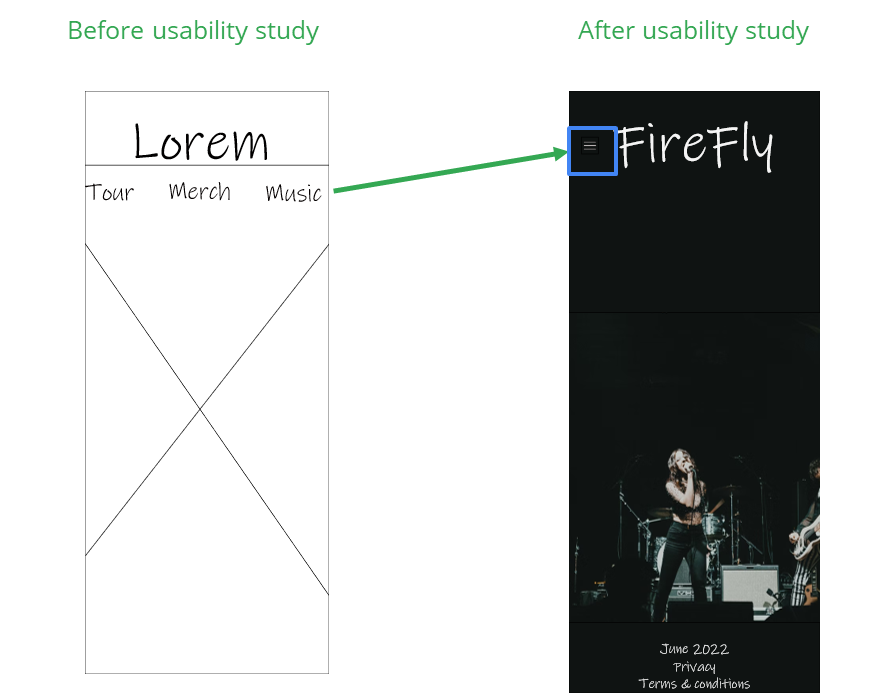 Before usability study
After usability study
Lorem
Tour Merch Music
FireFly
June 2022
Privacy
Terms & conditions